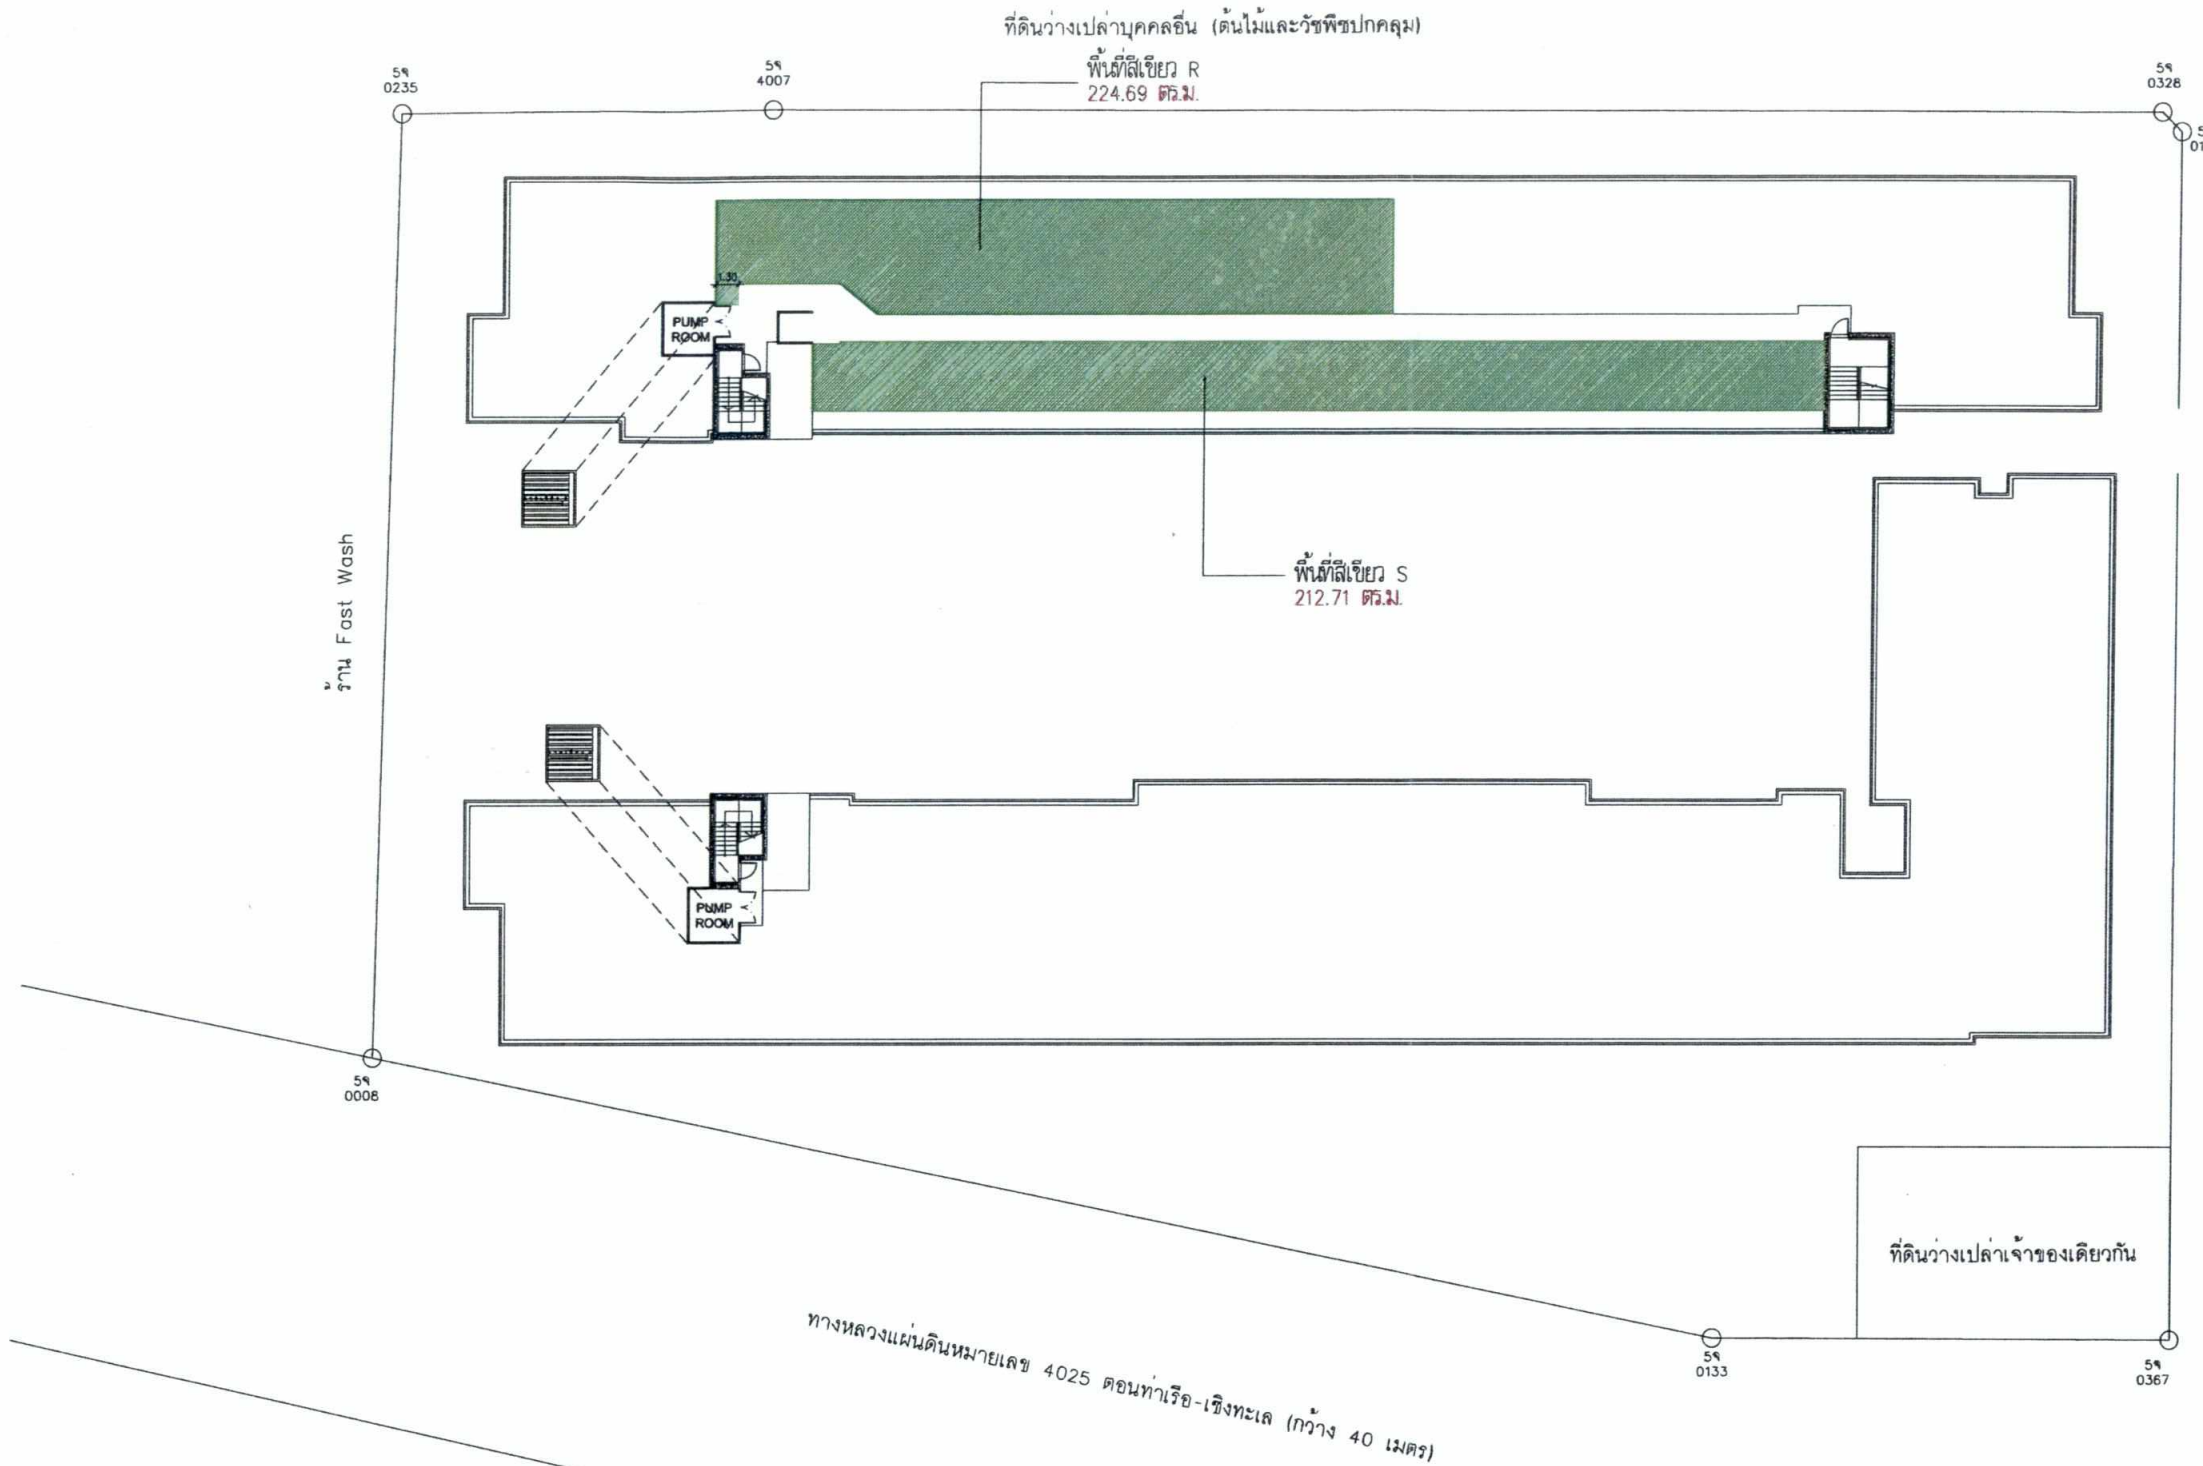 ที่ดินว่างเปล่าบุคคลอื่น (ต้นไม้และวัชพืชปกคลุม)
5จ
0235
5จ
4007
พื้นที่สีเขียว R
224.69 ตร.ม.
5จ
0328
1.30
PUMP
ROOM
ร้าน Fast Wash
พื้นที่สีเขียว S
212.71 ตร.ม.
PUMP
ROOM
5จ
0008
ที่ดินว่างเปล่าเจ้าของเดียวกัน
ทางหลวงแผ่นดินหมายเลข 4025 ตอนท่าเรือ-เชิงทะเล (กว้าง 40 เมตร)
5จ
0133
5จ
0367